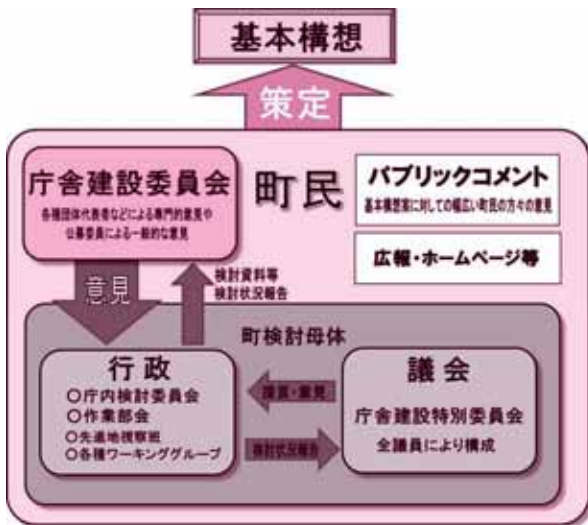 基本構想
策定
庁舎建設委員会
各種団体代表者などによる専門的意見や
公募委員による一般的な意見
町民
パブリックコメント
基本構想案に対しての幅広い町民の方々の意見
広報・ホームページ等
意見
検討資料等
検討状況報告
町検討母体
行政
○庁内検討委員会
○作業部会
○先進地視察班
○各種ワーキンググループ
提言・意見
検討状況報告
議会
庁舎建設特別委員会
全議員により構成